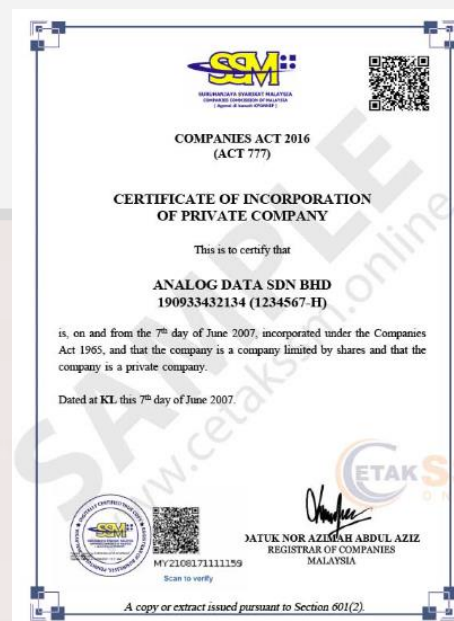 SSM
SURUHANJAYA SYARIKAT MALAYSIA
COMPANIES COMMISSION OF MALAYSIA
COMPANIES ACT 2016
(ACT 777)
CERTIFICATE OF INCORPORATION
OF PRIVATE COMPANY
This is to certify that
ANALOG DATA SDN BHD
190933432134 (1234567-H)
is, on and from the 7th day of June 2007, incorporated under the Companies
Act 1965, and that the company is a company limited by shares and that the
company is a private company.
Dated at KL this 7th day of June 2007.
SAMPLE
www.cetakssm.online
ETAK S
SSM
MY2108171111159
Scan to verify
DATUK NOR AZIMAH ABDUL AZIZ
REGISTRAR OF COMPANIES
MALAYSIA
A copy or extract issued pursuant to Section 601(2).